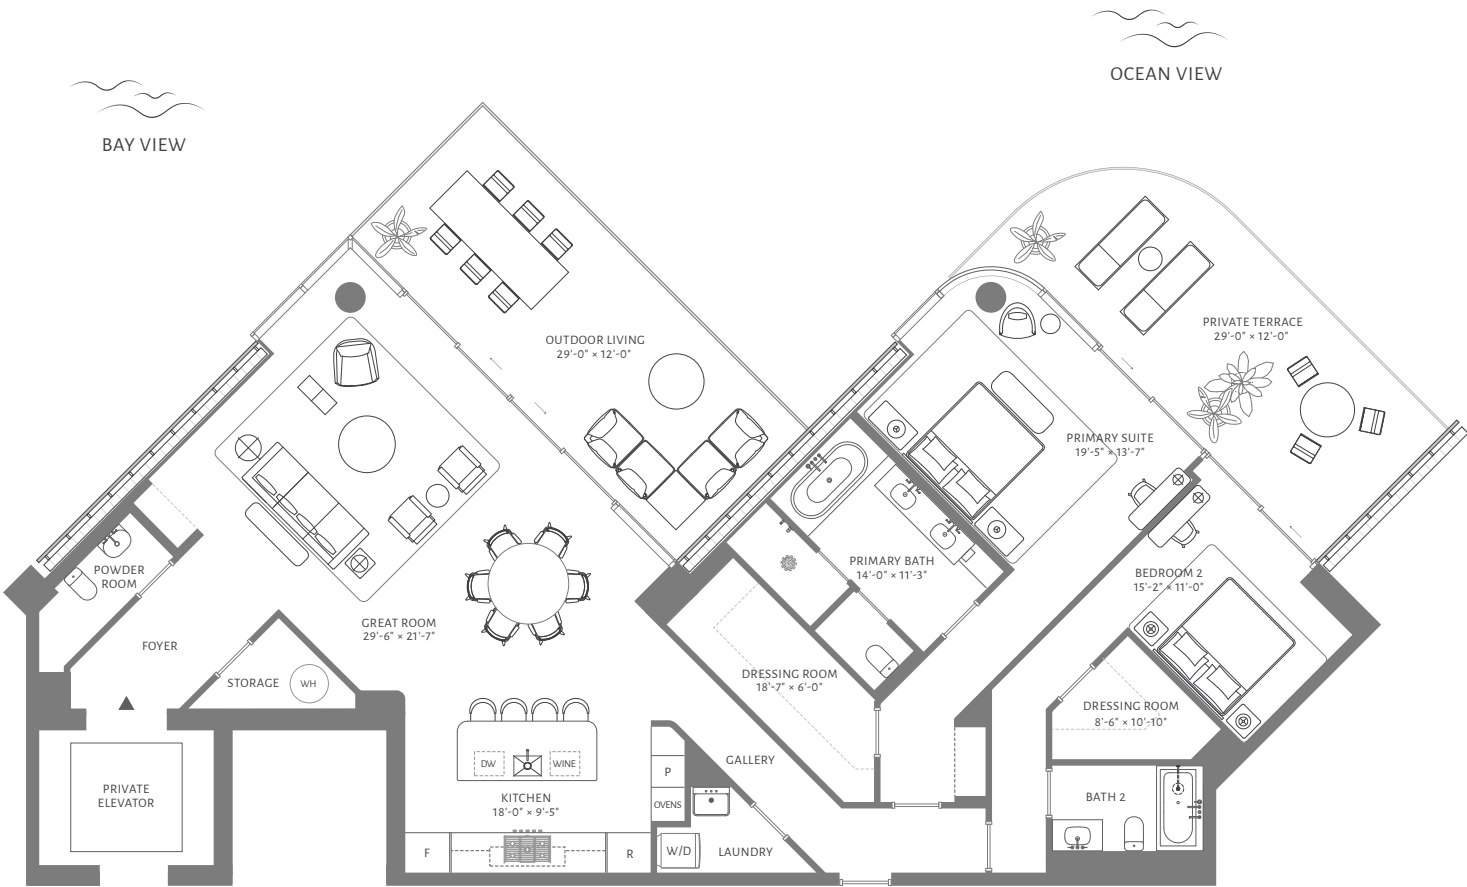 OCEAN VIEW
BAY VIEW
OUTDOOR LIVING
29'-0" × 12'-0"
PRIVATE TERRACE
29'-0" × 12'-0"
PRIMARY SUITE
19'-5" × 13'-7"
POWDER
ROOM
PRIMARY BATH
14'-0" × 11'-3"
BEDROOM 2
15'-2" × 11'-0"
GREAT ROOM
29'-6" × 21'-7"
FOYER
STORAGE
WH
DRESSING ROOM
18'-7" × 6'-0"
DRESSING ROOM
8'-6" × 10'-10"
GALLERY
DW
WINE
P
PRIVATE
ELEVATOR
KITCHEN
18'-0" × 9'-5"
OVENS
BATH 2
F
R
W/D
LAUNDRY